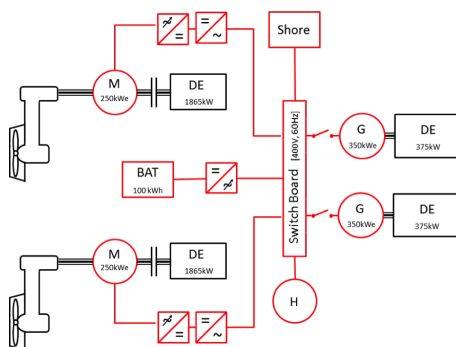 Shore
M
250kWe
DE
1865kW
G
350kWe
DE
375kW
BAT
100 kWh
Switch Board [400V, 60Hz]
G
350kWe
DE
375kW
M
250kWe
DE
1865kW
H